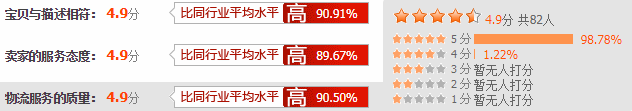 宝贝与描述相符: 4.9分 比同行业平均水平 高 90.91%
卖家的服务态度: 4.9分 比同行业平均水平 高 89.67%
物流服务的质量: 4.9分 比同行业平均水平 高 90.50%
4.9分 共82人
5分 98.78%
4分 1.22%
3分 暂无人打分
2分 暂无人打分
1分 暂无人打分